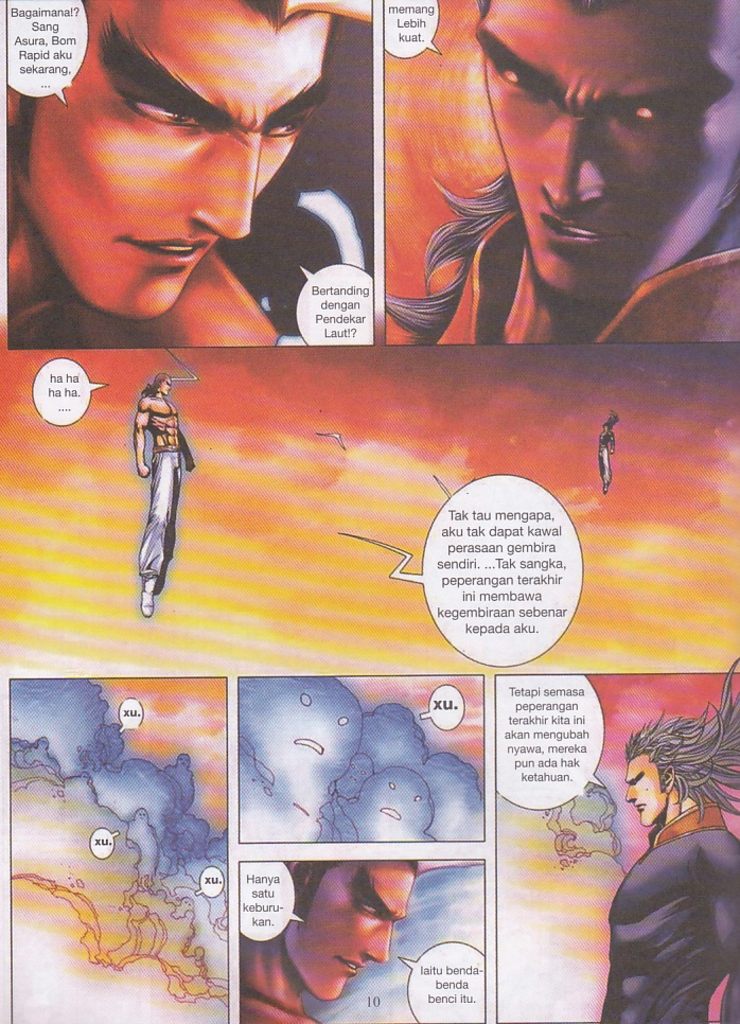 Bagaimana!?
Sang
Asura, Bom
Rapid aku
sekarang,
...
Bertanding
dengan
Pendekar
Laut!?
memang
Lebih
kuat.
ha ha
ha ha.
....
Tak tau mengapa,
aku tak dapat kawal
perasaan gembira
sendiri. ...Tak sangka,
peperangan terakhir
ini membawa
kegembiraan sebenar
kepada aku.
xu.
xu.
xu.
xu.
Hanya
satu
keburu-
kan.
Iaitu benda-
benda
benci itu.
Tetapi semasa
peperangan
terakhir kita ini
akan mengubah
nyawa, mereka
pun ada hak
ketahuan.
10